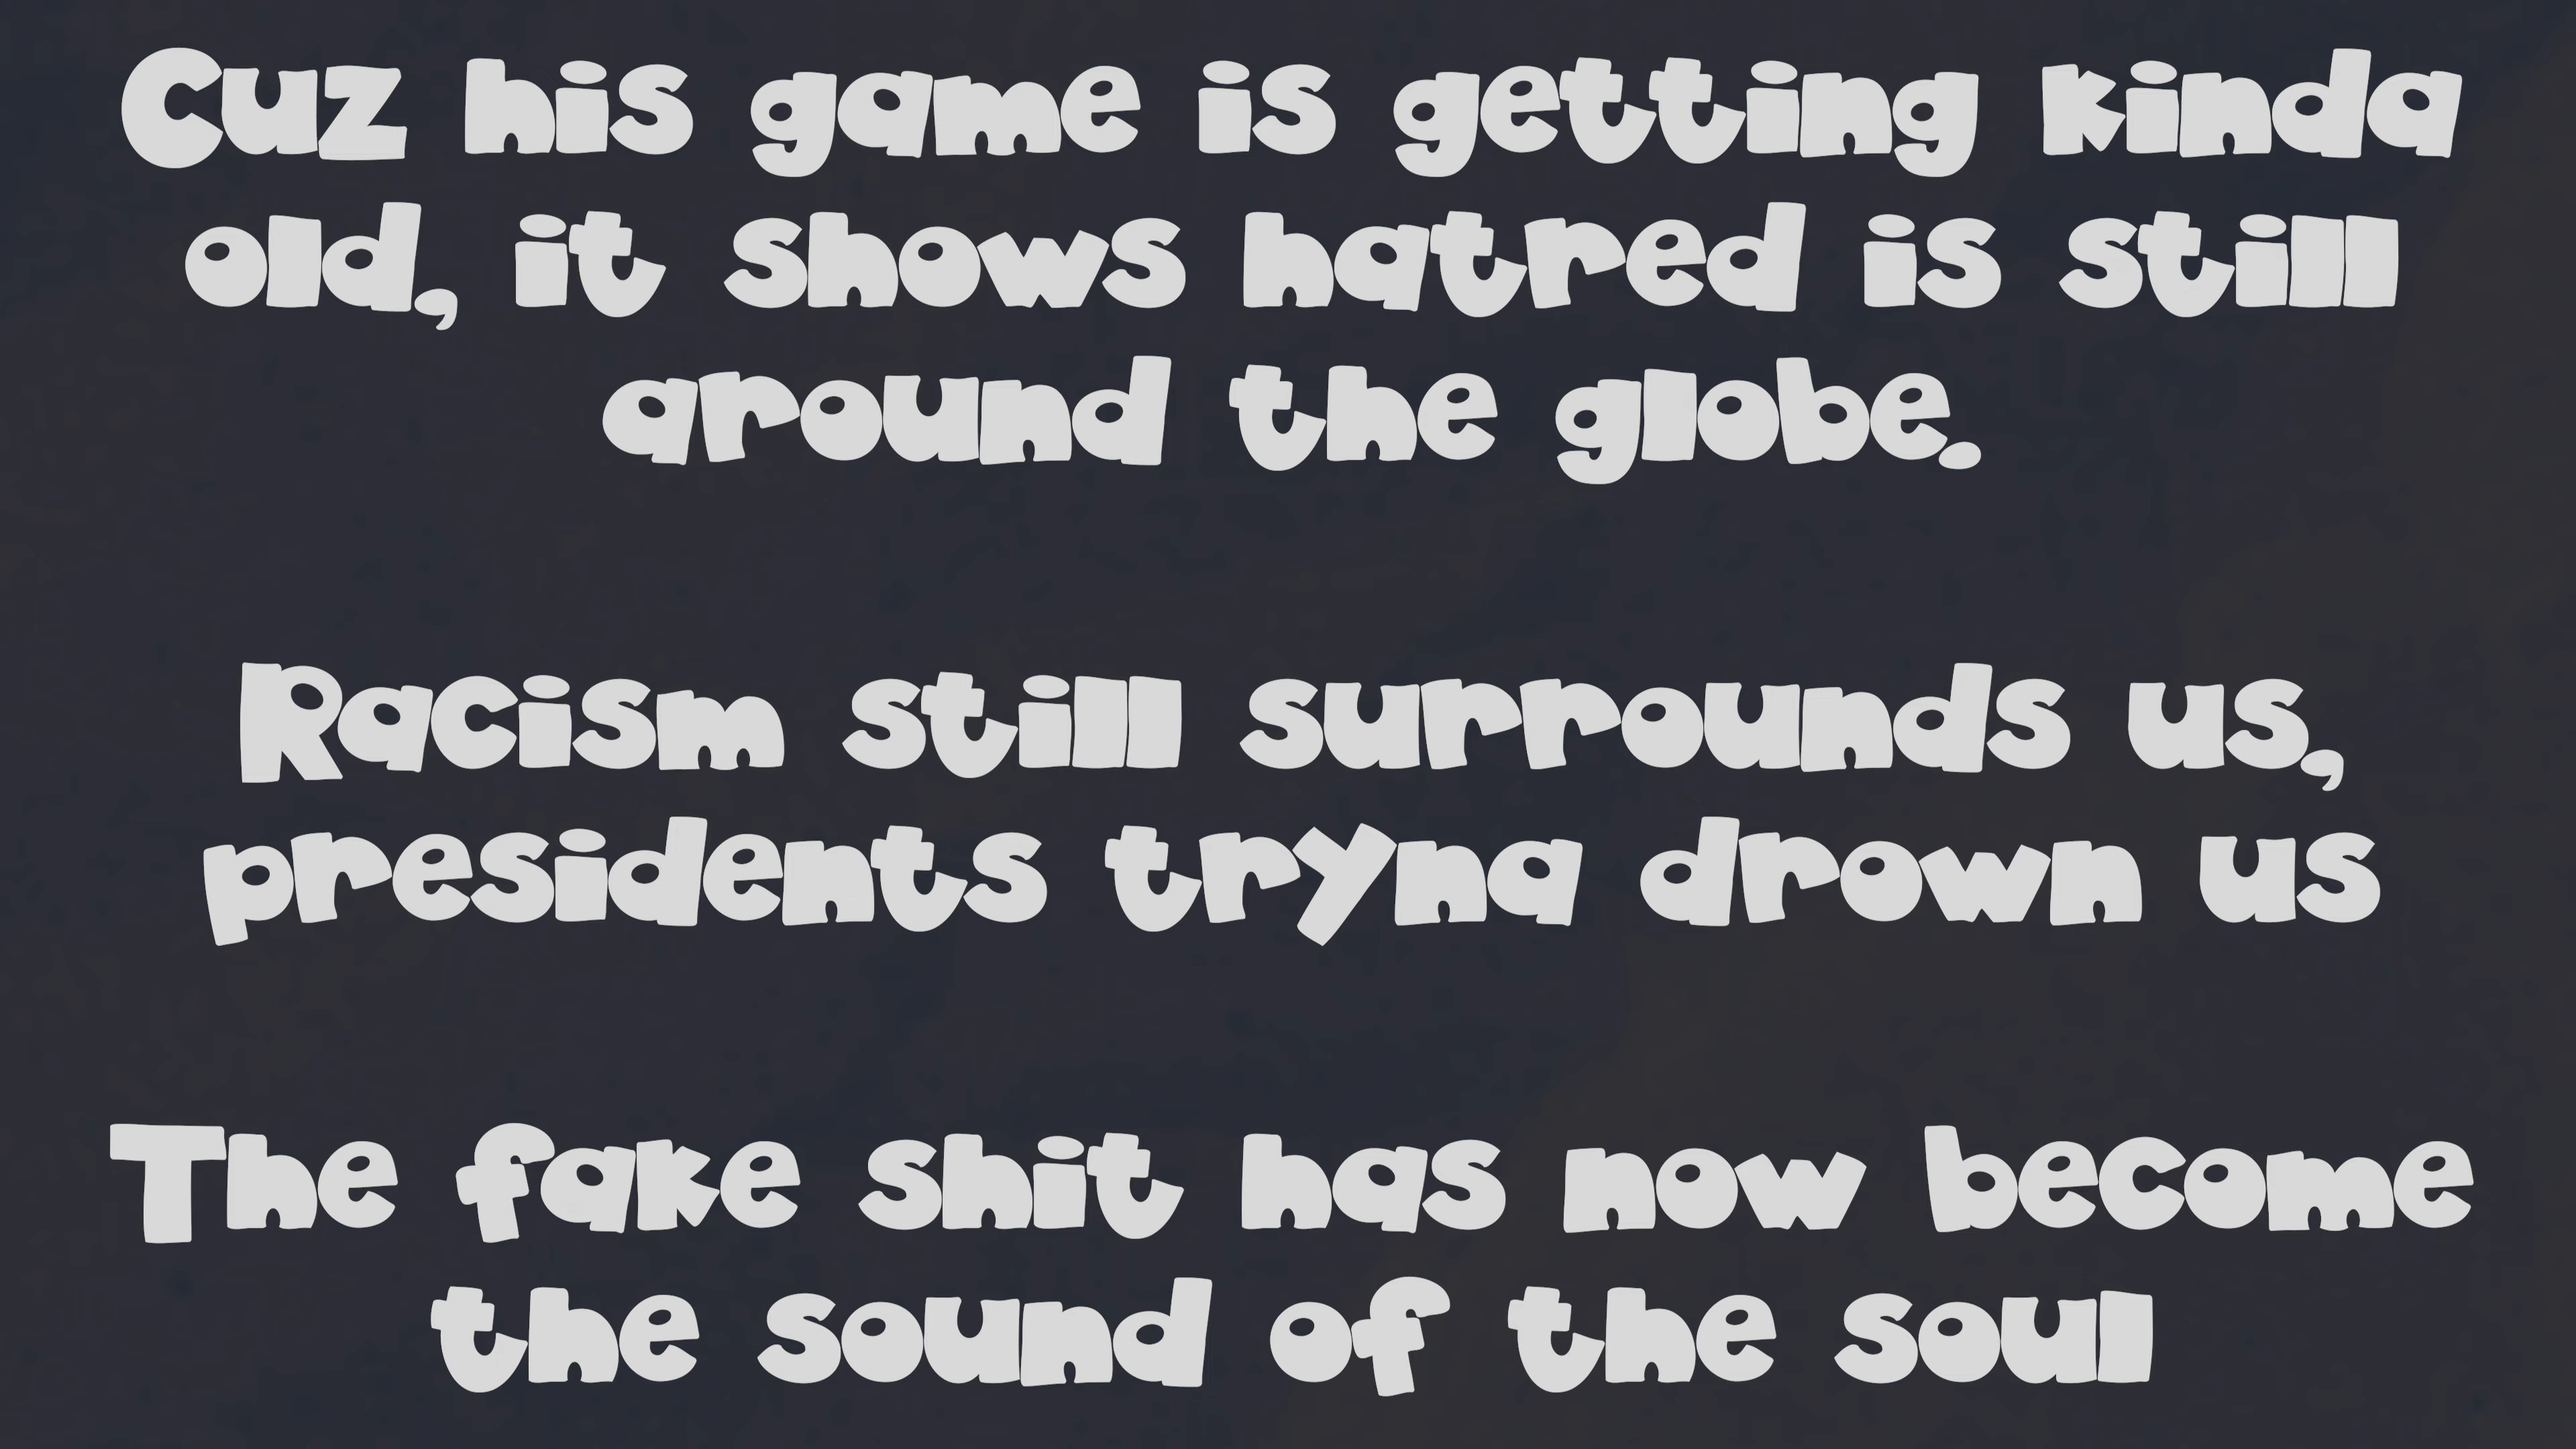 Cuz his game is getting kinda
old, it shows hatred is still
around the globe.
Racism still surrounds us,
presidents tryna drown us
The fake shit has now become
the sound of the soul